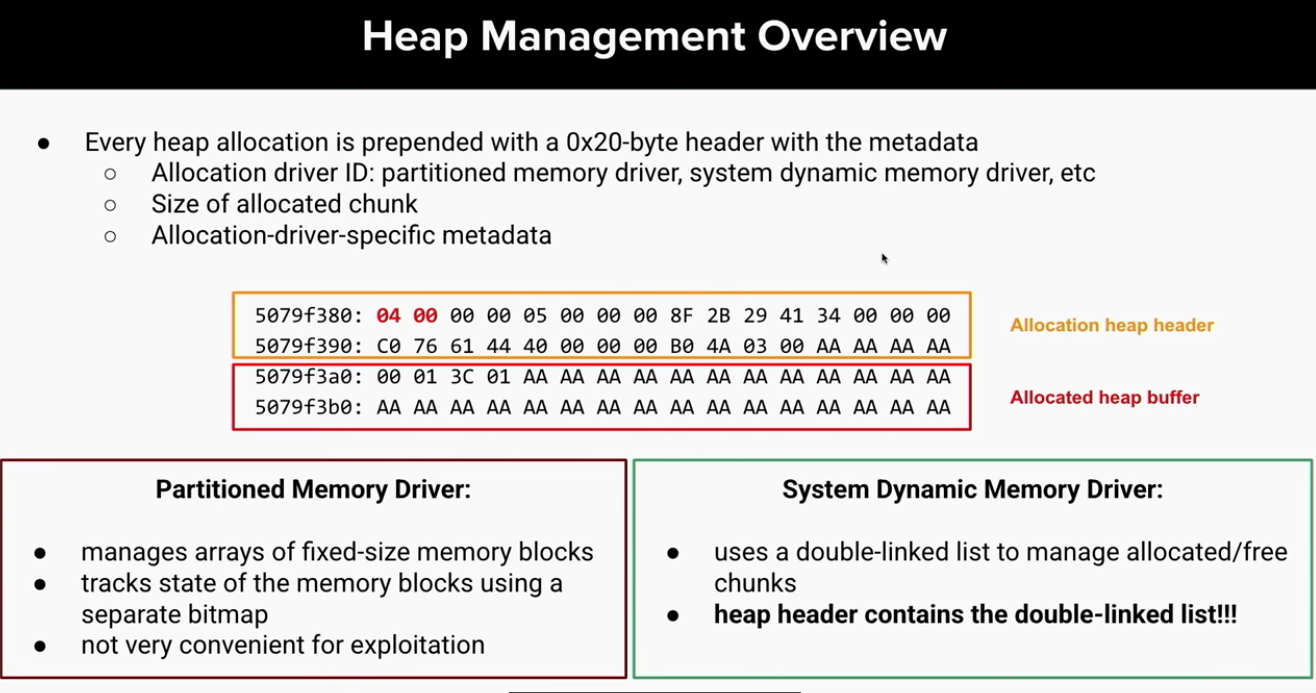 Heap Management Overview
● Every heap allocation is prepended with a 0x20-byte header with the metadata
○ Allocation driver ID: partitioned memory driver, system dynamic memory driver, etc
○ Size of allocated chunk
○ Allocation-driver-specific metadata
5079f380: 04 00 00 00 05 00 00 00 8F 2B 29 41 34 00 00 00
5079f390: C0 76 61 44 40 00 00 00 B0 4A 03 00 AA AA AA AA
Allocation heap header
5079f3a0: 00 01 3C 01 AA AA AA AA AA AA AA AA AA AA AA AA
5079f3b0: AA AA AA AA AA AA AA AA AA AA AA AA AA AA AA AA
Allocated heap buffer
Partitioned Memory Driver:
● manages arrays of fixed-size memory blocks
● tracks state of the memory blocks using a
separate bitmap
● not very convenient for exploitation
System Dynamic Memory Driver:
● uses a double-linked list to manage allocated/free
chunks
● heap header contains the double-linked list!!!